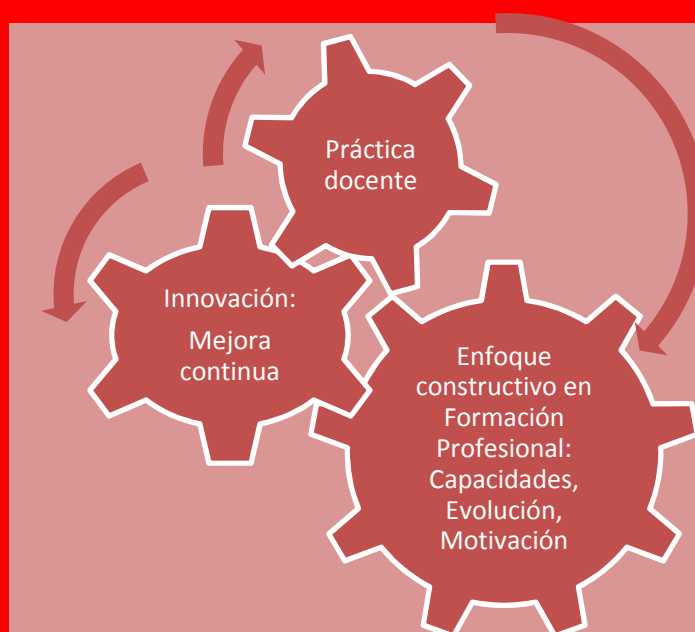 Práctica
docente
Innovación:
Mejora
continua
Enfoque
constructivo en
Formación
Profesional:
Capacidades,
Evolución,
Motivación